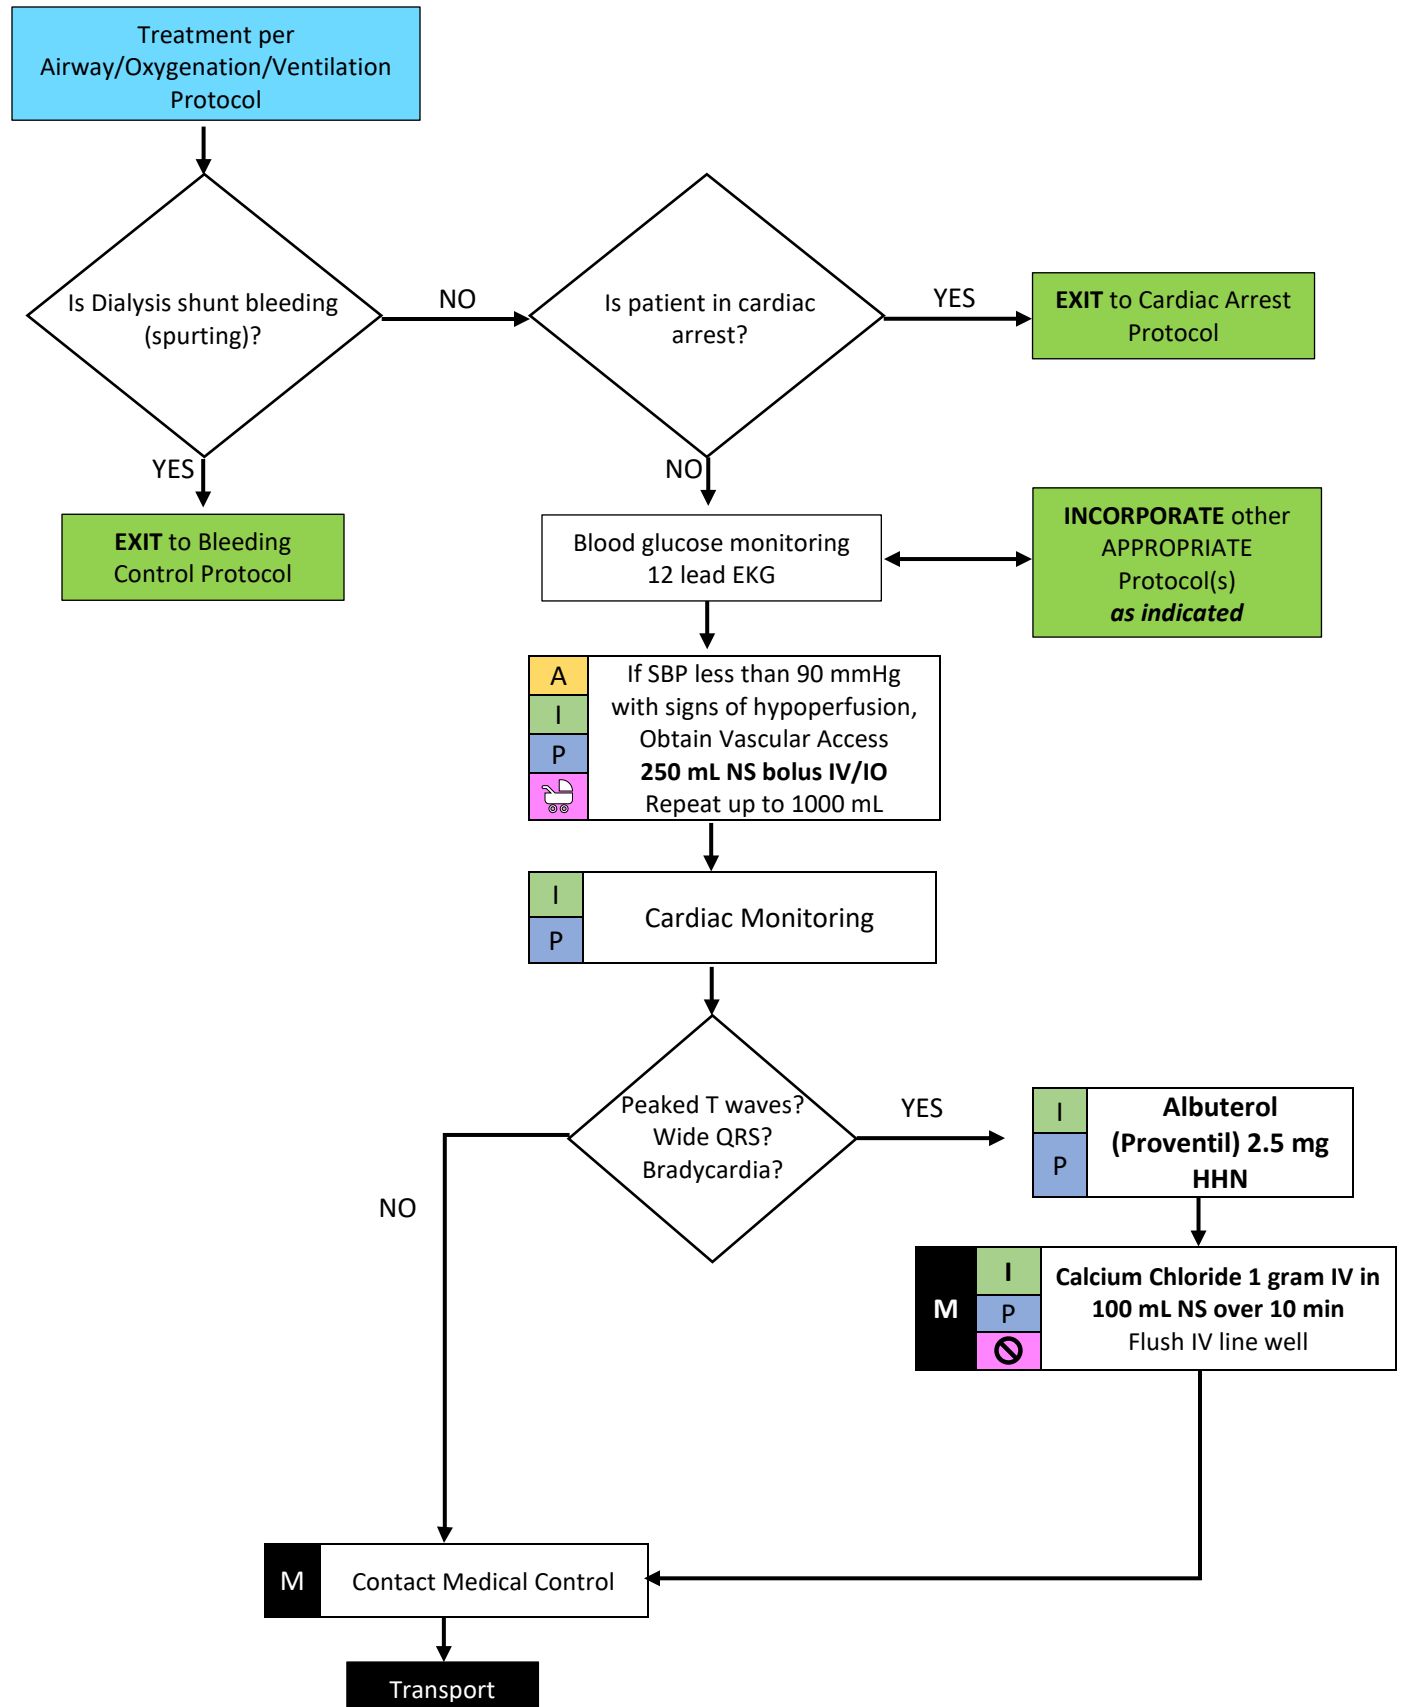 Treatment per
Airway/Oxygenation/Ventilation
Protocol
Is Dialysis shunt bleeding
(spurting)?
NO
Is patient in cardiac
arrest?
YES
EXIT to Cardiac Arrest
Protocol
YES
NO
EXIT to Bleeding
Control Protocol
Blood glucose monitoring
12 lead EKG
INCORPORATE other
APPROPRIATE
Protocol(s)
as indicated
A
I
P
If SBP less than 90 mmHg
with signs of hypoperfusion,
Obtain Vascular Access
250 mL NS bolus IV/IO
Repeat up to 1000 mL
I
P
Cardiac Monitoring
Peaked T waves?
Wide QRS?
Bradycardia?
YES
NO
I
P
Albuterol
(Proventil) 2.5 mg
HHN
M
I
P
Calcium Chloride 1 gram IV in
100 mL NS over 10 min
Flush IV line well
M
Contact Medical Control
Transport